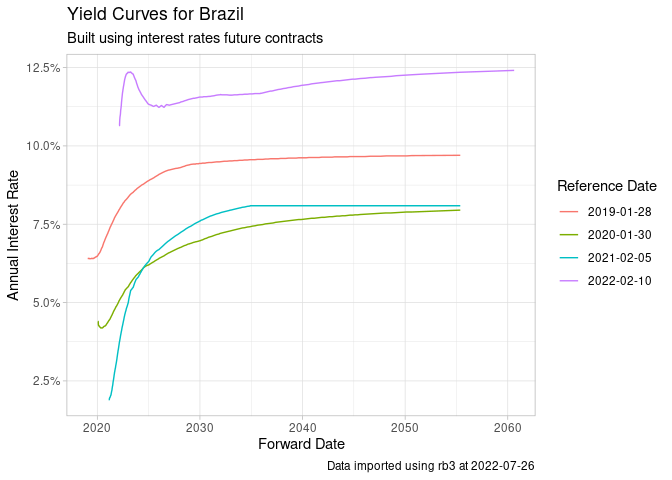 Yield Curves for Brazil
Built using interest rates future contracts
Annual Interest Rate
12.5%
10.0%
7.5%
5.0%
2.5%
2020 2030 2040 2050 2060
Forward Date
Reference Date
2019-01-28
2020-01-30
2021-02-05
2022-02-10
Data imported using rb3 at 2022-07-26